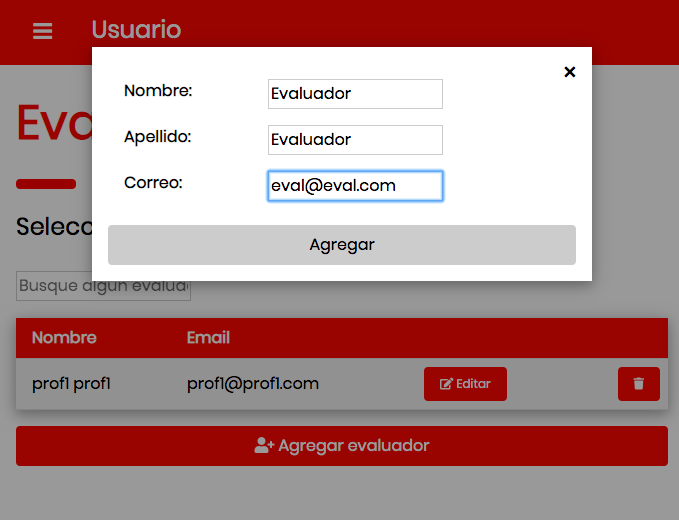 Usuario
×
Nombre: Evaluador
Apellido: Evaluador
Correo: eval@eval.com
Agregar
Eva
Selecc
Busque algun evalua
Nombre Email
prof1 prof1 prof1@prof1.com Editar
Agregar evaluador